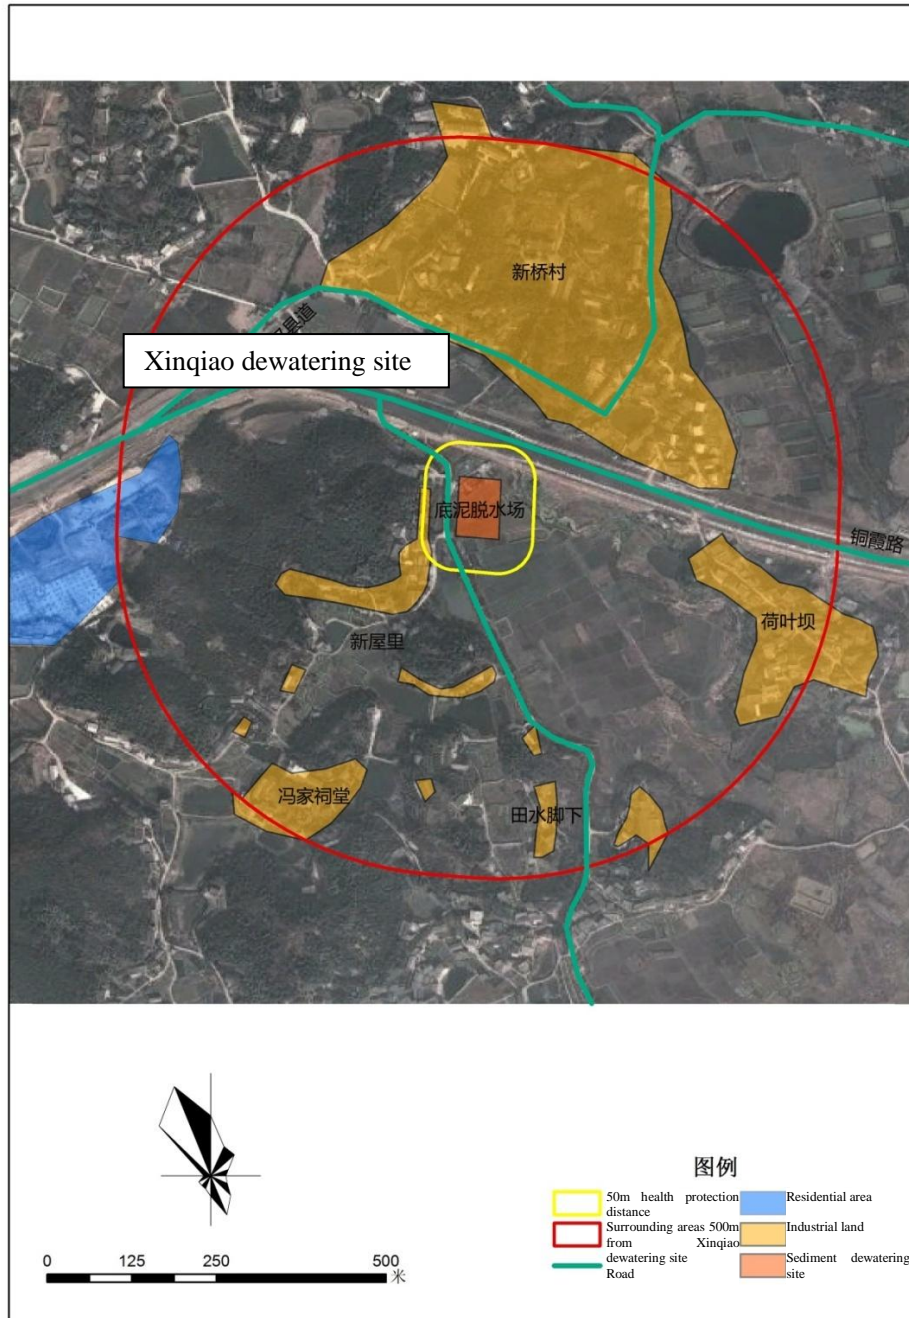 新桥村
县道
Xinqiao dewatering site
底泥脱水场
铜霞路
荷叶坝
新屋里
冯家祠堂
田水脚下
图例
50m health protection distance
Residential area
Surrounding areas 500m from Xinqiao dewatering site
Industrial land
Road
Sediment dewatering site
0 125 250 500
米